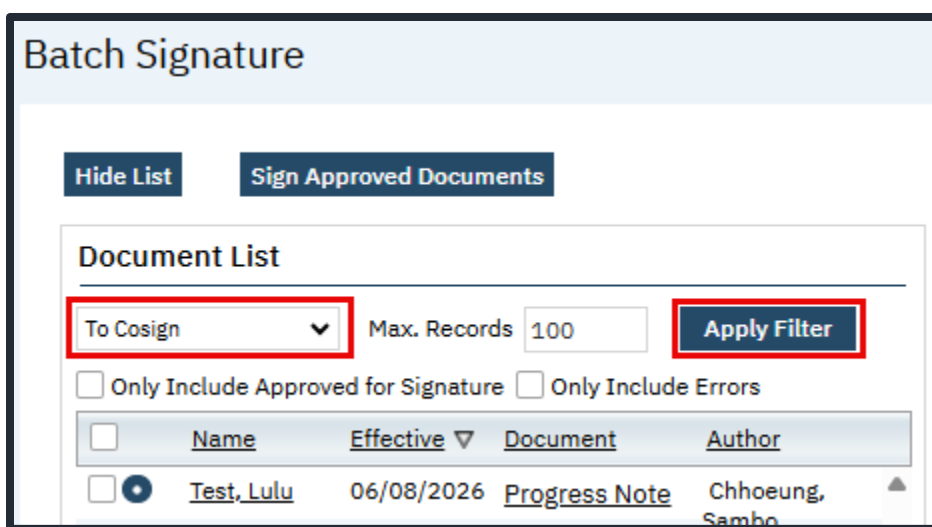 Batch Signature
Hide List Sign Approved Documents
Document List
To Cosign Max. Records 100 Apply Filter
Only Include Approved for Signature Only Include Errors
Name Effective Document Author
Test, Lulu 06/08/2026 Progress Note Chhoeung,
Sambo